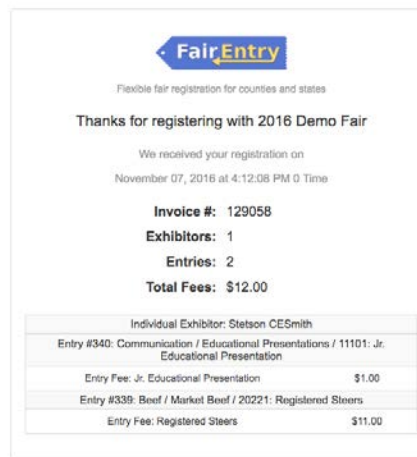 FairEntry
Flexible fair registration for counties and states
Thanks for registering with 2016 Demo Fair
We received your registration on
November 07, 2016 at 4:12:08 PM 0 Time
Invoice #: 129058
Exhibitors: 1
Entries: 2
Total Fees: $12.00
Individual Exhibitor: Stetson CESmith
Entry #340: Communication / Educational Presentations / 11101: Jr.
Educational Presentation
Entry Fee: Jr. Educational Presentation $1.00
Entry #339: Beef / Market Beef / 20221: Registered Steers
Entry Fee: Registered Steers $11.00